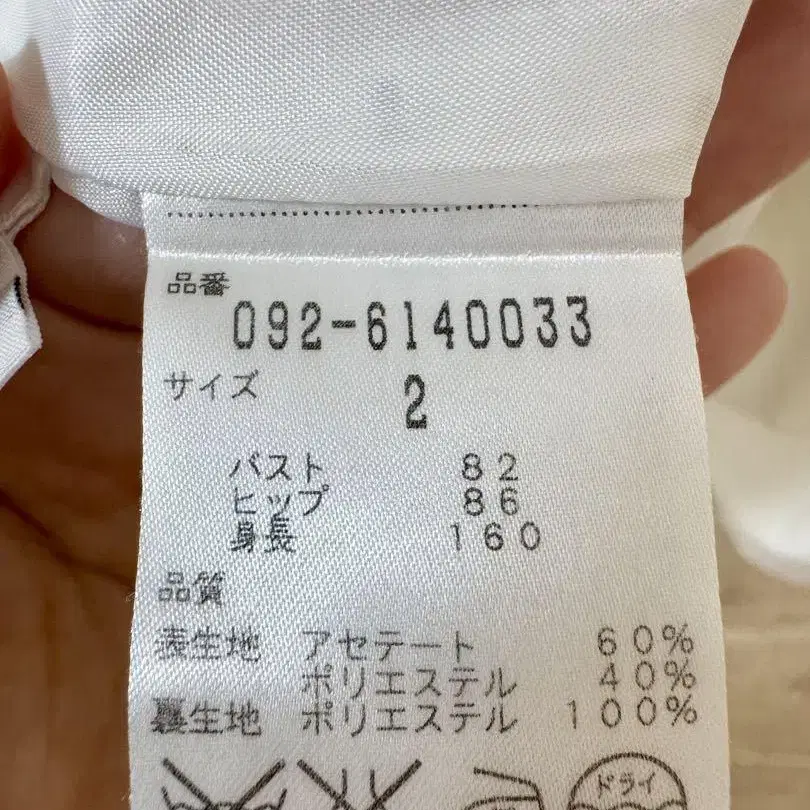 品番
092-6140033
サイズ 2
バスト 82
ヒップ 86
身長 160
品質
表生地 アセテート 60%
ポリエステル 40%
裏生地 ポリエステル 100%
ドライ